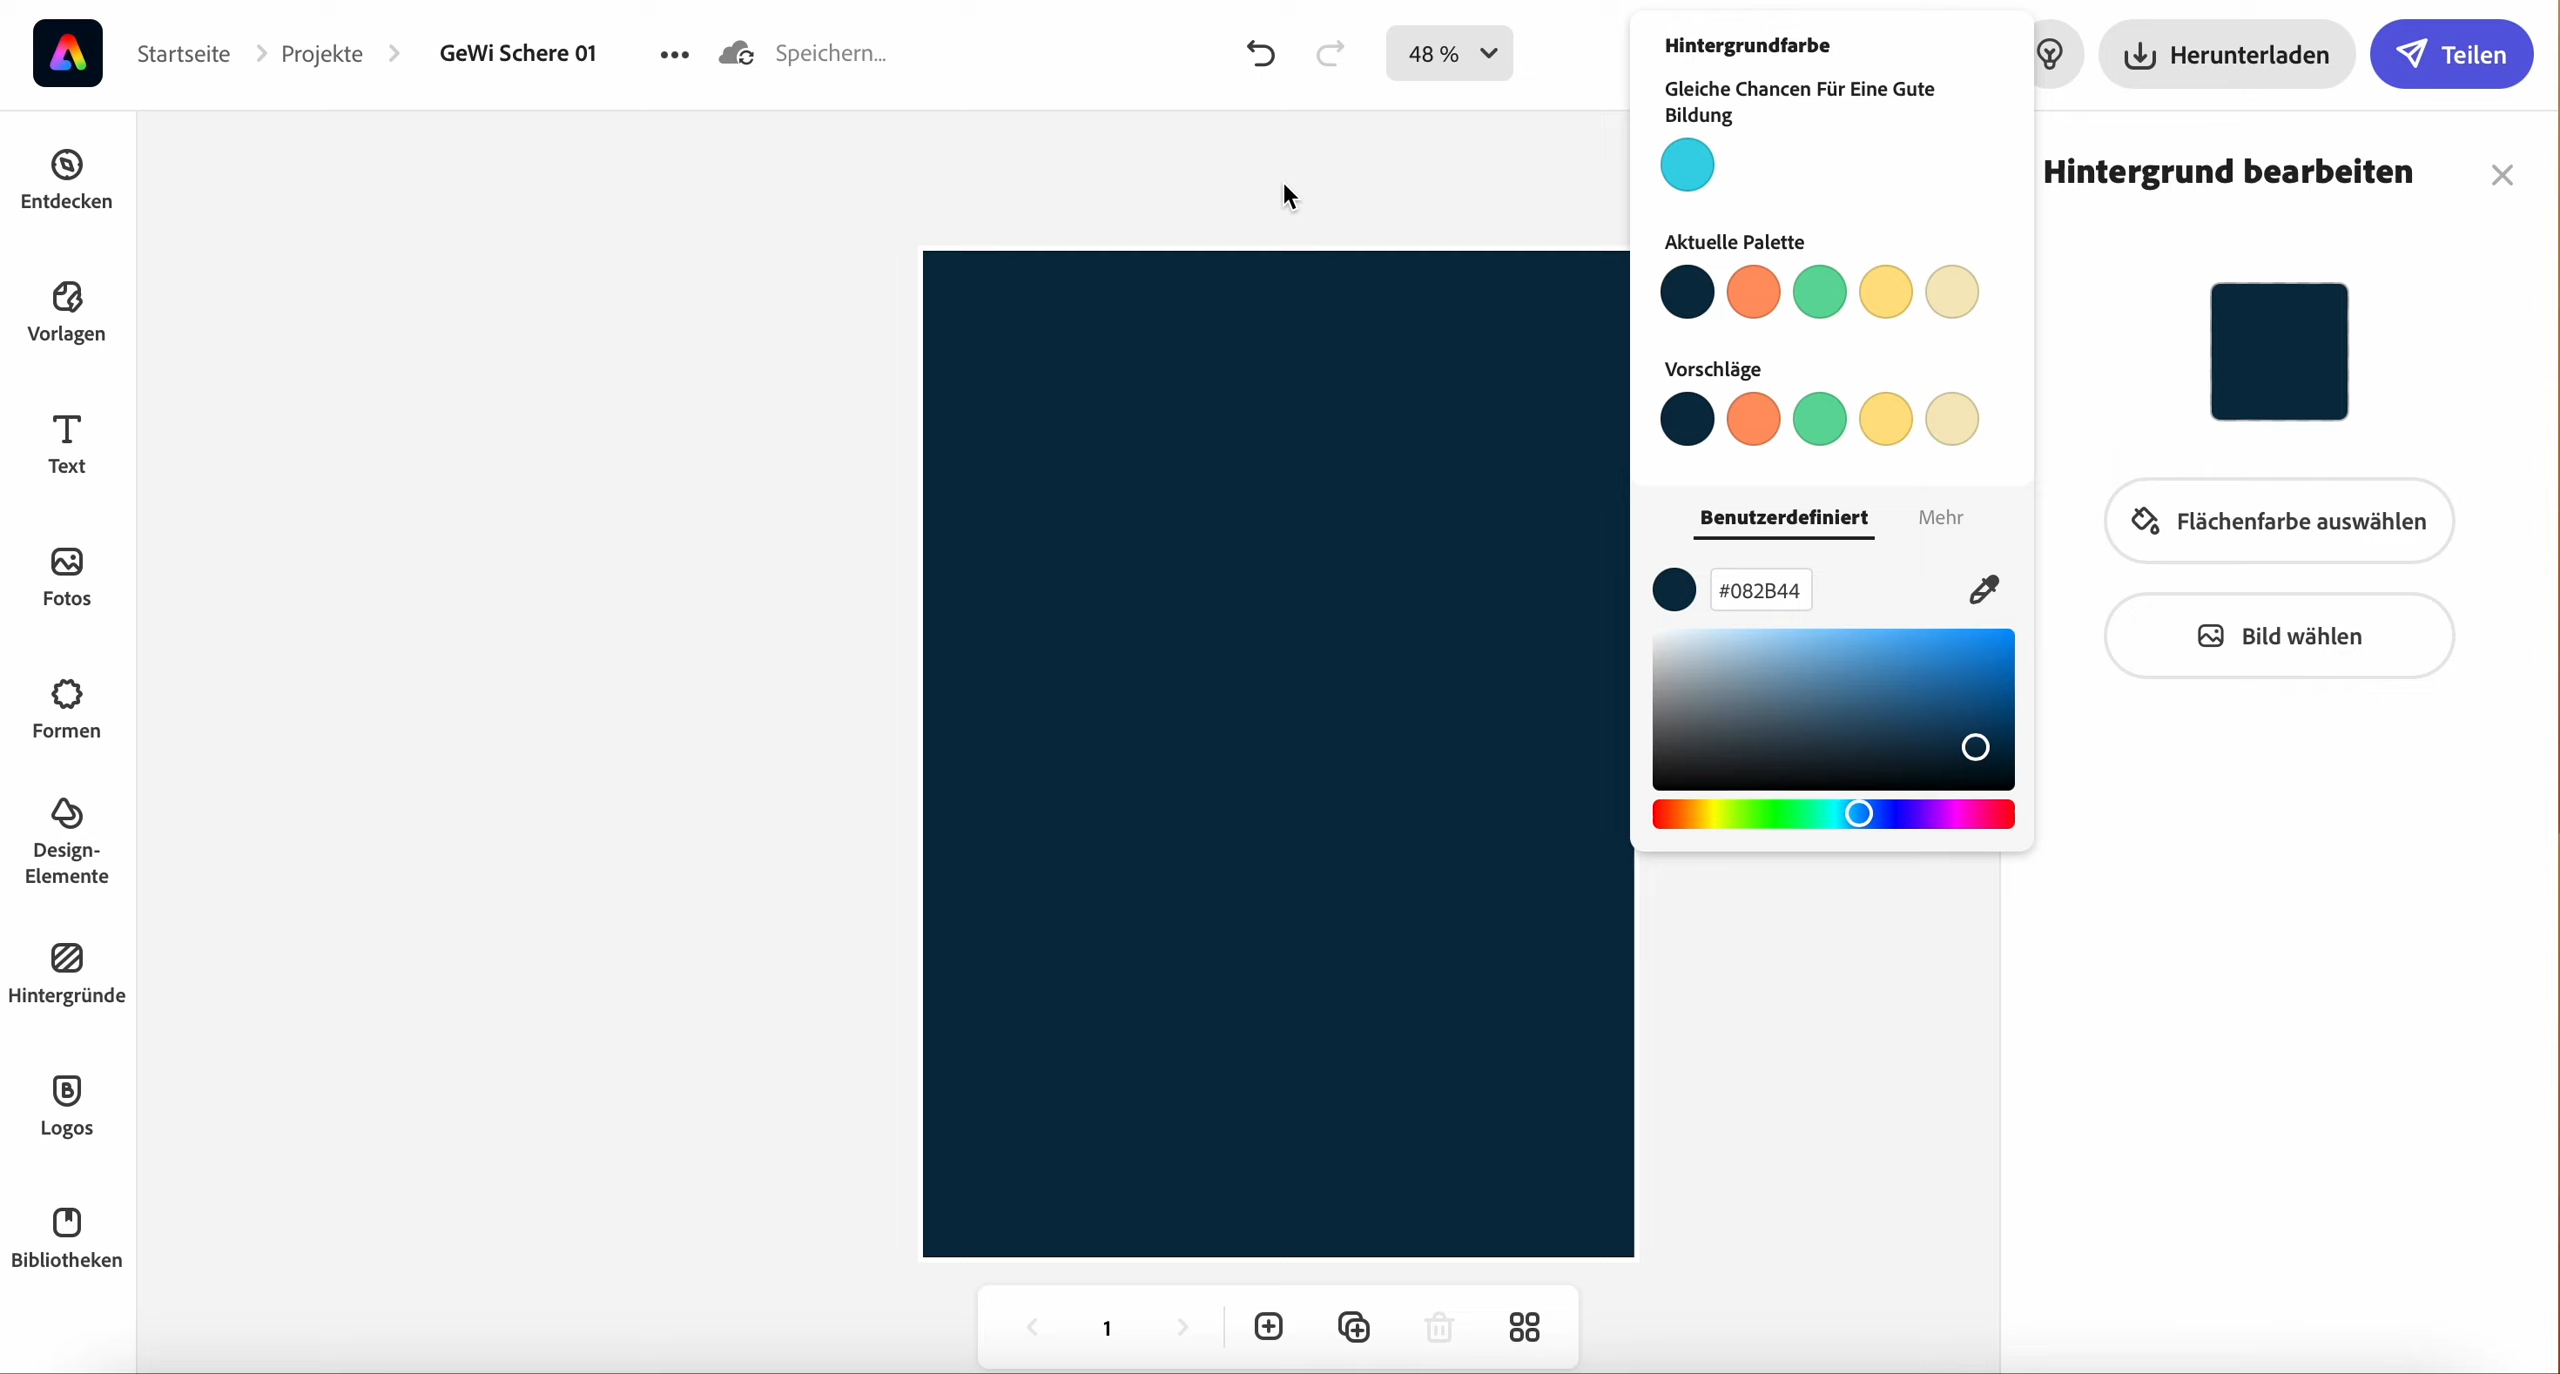 Startseite
Projekte
GeWi Schere 01
Speichern...
48 %
Herunterladen
Teilen
Entdecken
Vorlagen
Text
Fotos
Formen
Design-
Elemente
Hintergründe
Logos
Bibliotheken
Hintergrundfarbe
Gleiche Chancen Für Eine Gute
Bildung
Aktuelle Palette
Vorschläge
Benutzerdefiniert
Mehr
#082B44
Hintergrund bearbeiten
Flächenfarbe auswählen
Bild wählen
1